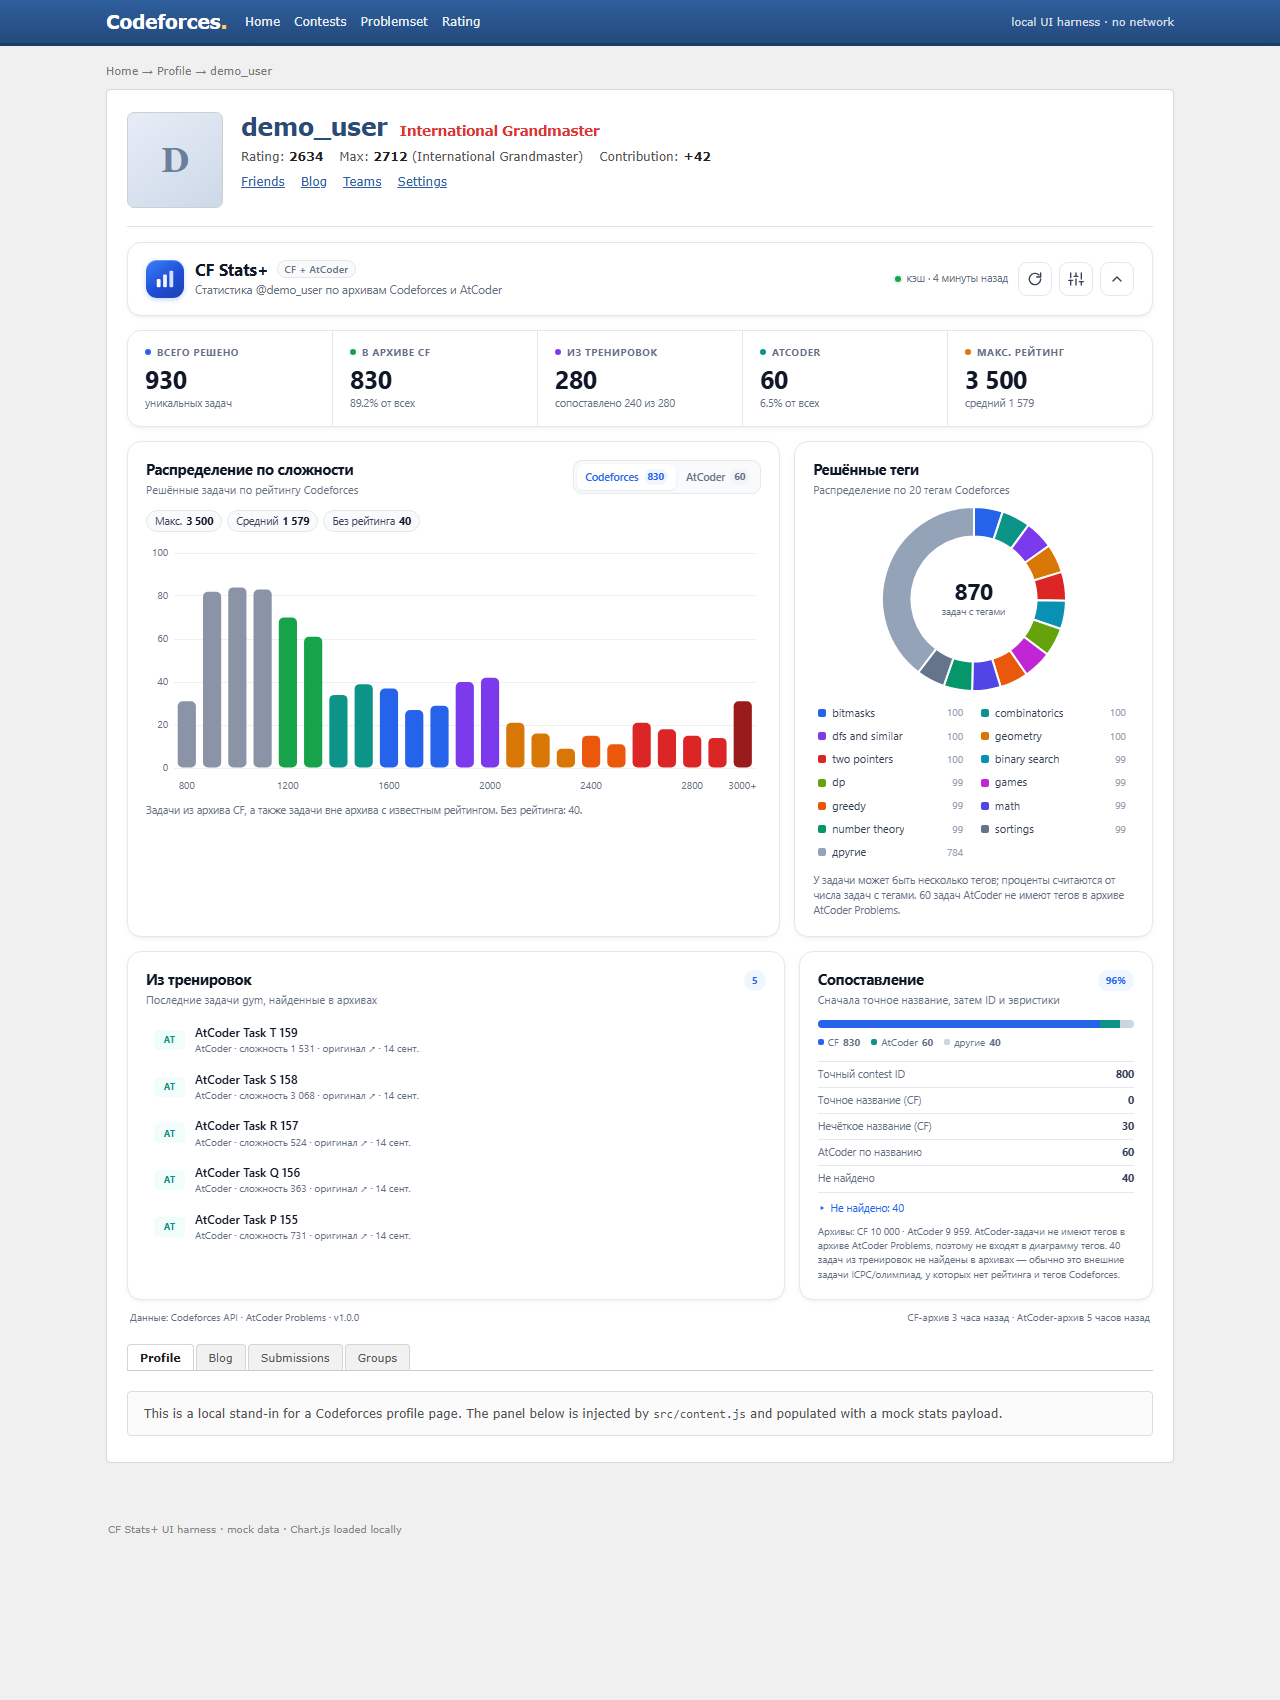 Codeforces. Home Contests Problemset Rating local UI harness · no network
Home → Profile → demo_user
D
demo_user International Grandmaster
Rating: 2634 Max: 2712 (International Grandmaster) Contribution: +42
Friends Blog Teams Settings
CF Stats+ CF + AtCoder
Статистика @demo_user по архивам Codeforces и AtCoder
кэш · 4 минуты назад
ВСЕГО РЕШЕНО
930
уникальных задач
В АРХИВЕ CF
830
89.2% от всех
ИЗ ТРЕНИРОВОК
280
сопоставлено 240 из 280
ATCODER
60
6.5% от всех
МАКС. РЕЙТИНГ
3 500
средний 1 579
Распределение по сложности
Решённые задачи по рейтингу Codeforces
Codeforces 830 AtCoder 60
Макс. 3 500 Средний 1 579 Без рейтинга 40
100
80
60
40
20
0
800 1200 1600 2000 2400 2800 3000+
Задачи из архива CF, а также задачи вне архива с известным рейтингом. Без рейтинга: 40.
Решённые теги
Распределение по 20 тегам Codeforces
870
задач с тегами
bitmasks 100 combinatorics 100
dfs and similar 100 geometry 100
two pointers 100 binary search 99
dp 99 games 99
greedy 99 math 99
number theory 99 sortings 99
другие 784
У задачи может быть несколько тегов; проценты считаются от
числа задач с тегами. 60 задач AtCoder не имеют тегов в архиве
AtCoder Problems.
Из тренировок 5
Последние задачи gym, найденные в архивах
AT AtCoder Task T 159
AtCoder · сложность 1 531 · оригинал ↗ · 14 сент.
AT AtCoder Task S 158
AtCoder · сложность 3 068 · оригинал ↗ · 14 сент.
AT AtCoder Task R 157
AtCoder · сложность 524 · оригинал ↗ · 14 сент.
AT AtCoder Task Q 156
AtCoder · сложность 363 · оригинал ↗ · 14 сент.
AT AtCoder Task P 155
AtCoder · сложность 731 · оригинал ↗ · 14 сент.
Сопоставление 96%
Сначала точное название, затем ID и эвристики
CF 830 AtCoder 60 другие 40
Точный contest ID 800
Точное название (CF) 0
Нечёткое название (CF) 30
AtCoder по названию 60
Не найдено 40
‣ Не найдено: 40
Архивы: CF 10 000 · AtCoder 9 959. AtCoder-задачи не имеют тегов в
архиве AtCoder Problems, поэтому не входят в диаграмму тегов. 40
задач из тренировок не найдены в архивах — обычно это внешние
задачи ICPC/олимпиад, у которых нет рейтинга и тегов Codeforces.
Данные: Codeforces API · AtCoder Problems · v1.0.0 CF-архив 3 часа назад · AtCoder-архив 5 часов назад
Profile Blog Submissions Groups
This is a local stand-in for a Codeforces profile page. The panel below is injected by src/content.js and populated with a mock stats payload.
CF Stats+ UI harness · mock data · Chart.js loaded locally